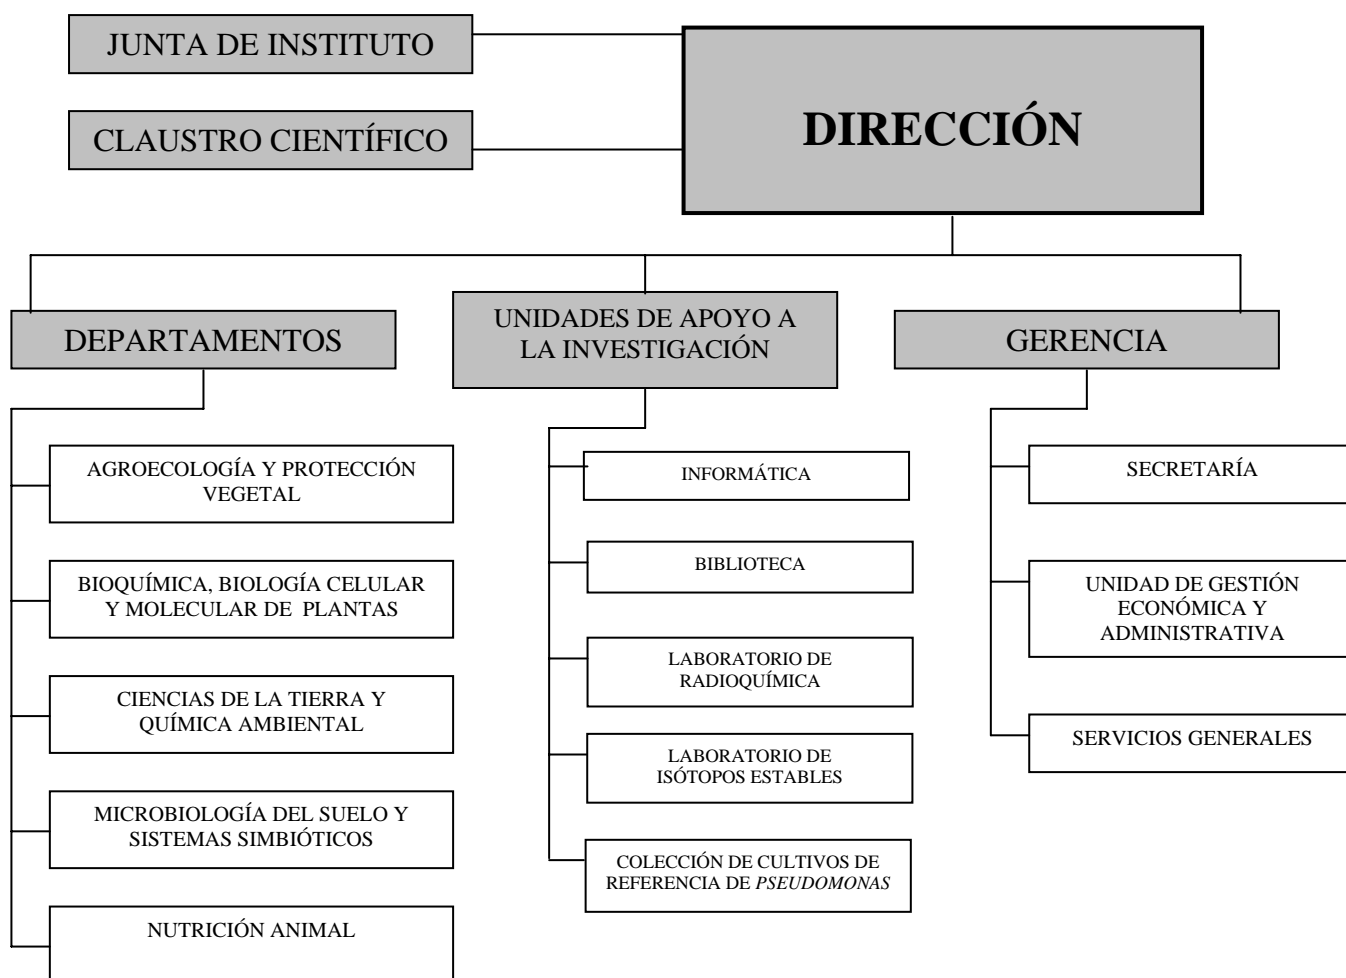 JUNTA DE INSTITUTO
CLAUSTRO CIENTÍFICO
DIRECCIÓN
DEPARTAMENTOS
AGROECOLOGÍA Y PROTECCIÓN
VEGETAL
BIOQUÍMICA, BIOLOGÍA CELULAR
Y MOLECULAR DE PLANTAS
CIENCIAS DE LA TIERRA Y
QUÍMICA AMBIENTAL
MICROBIOLOGÍA DEL SUELO Y
SISTEMAS SIMBIÓTICOS
NUTRICIÓN ANIMAL
UNIDADES DE APOYO A
LA INVESTIGACIÓN
INFORMÁTICA
BIBLIOTECA
LABORATORIO DE
RADIOQUÍMICA
LABORATORIO DE
ISÓTOPOS ESTABLES
COLECCIÓN DE CULTIVOS DE
REFERENCIA DE PSEUDOMONAS
GERENCIA
SECRETARÍA
UNIDAD DE GESTIÓN
ECONÓMICA Y
ADMINISTRATIVA
SERVICIOS GENERALES